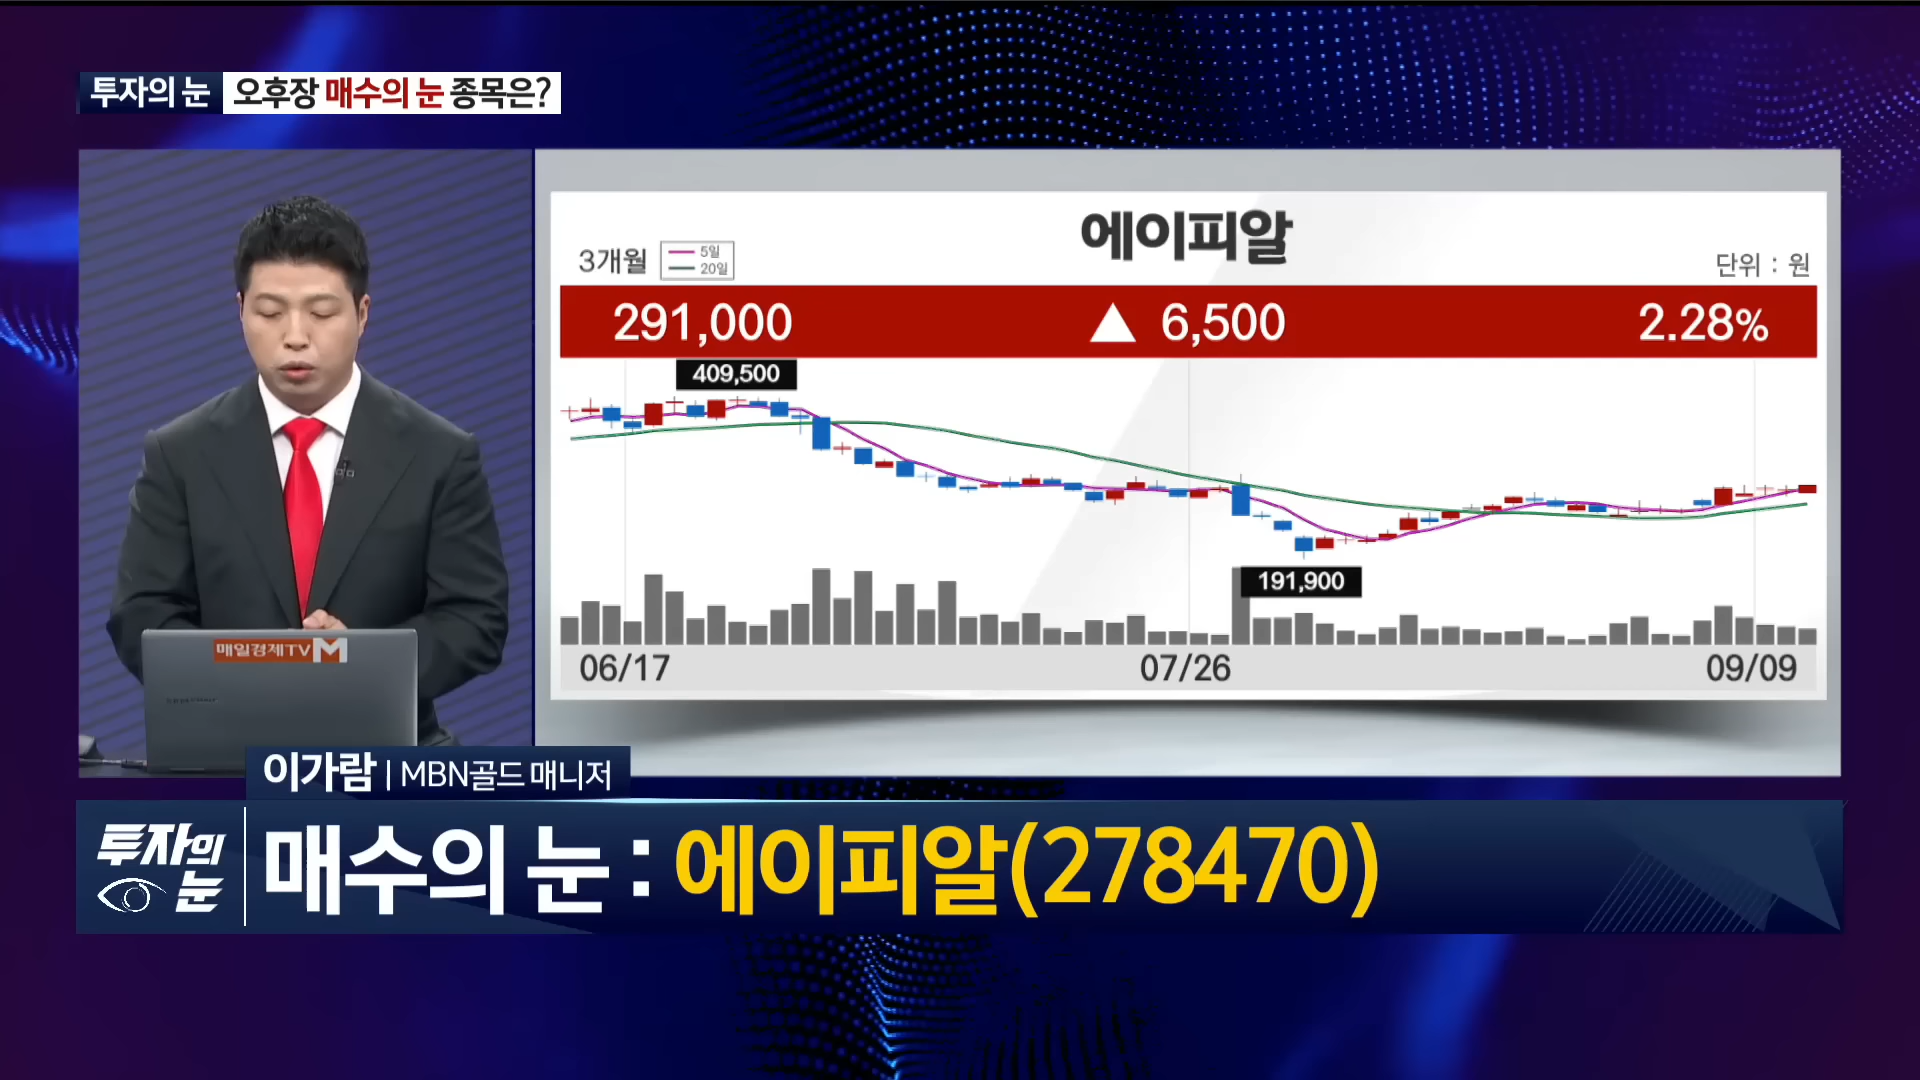 투자의 눈 오후장 매수의 눈 종목은?
에이피알
3개월
5일
20일
단위 : 원
291,000 ▲ 6,500 2.28%
409,500
191,900
06/17 07/26 09/09
매일경제TV M
이가람 | MBN골드 매니저
투자의 눈
매수의 눈 : 에이피알(278470)